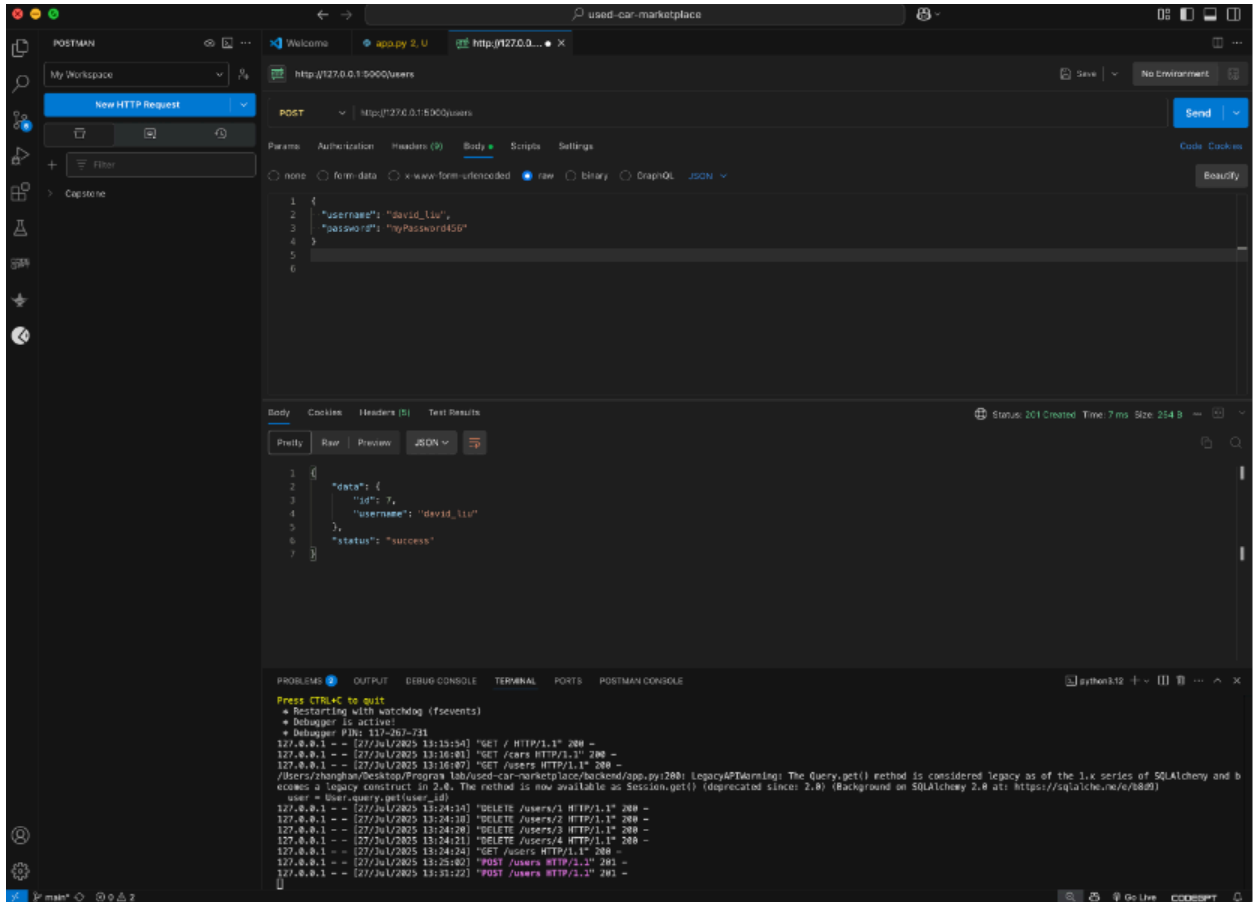 used-car-marketplace
POSTMAN
Welcome
app.py 2, U
http://127.0.0....
My Workspace
http://127.0.0.1:5000/users
Save
No Environment
New HTTP Request
POST
http://127.0.0.1:5000/users
Send
Params Authorization Headers (9) Body Scripts Settings
Code Cookies
Filter
none form-data x-www-form-urlencoded raw binary GraphQL JSON
Beautify
Capstone
1 {
2 "username": "david_liu",
3 "password": "myPassword456"
4 }
5
6
Body Cookies Headers (5) Test Results
Status: 201 Created Time: 7 ms Size: 254 B
Pretty Raw Preview JSON
1 {
2 "data": {
3 "id": 7,
4 "username": "david_liu"
5 },
6 "status": "success"
7 }
PROBLEMS 2 OUTPUT DEBUG CONSOLE TERMINAL PORTS POSTMAN CONSOLE
python3.12
Press CTRL+C to quit
* Restarting with watchdog (fsevents)
* Debugger is active!
* Debugger PIN: 117-267-731
127.0.0.1 - - [27/Jul/2025 13:15:54] "GET / HTTP/1.1" 200 -
127.0.0.1 - - [27/Jul/2025 13:16:01] "GET /cars HTTP/1.1" 200 -
127.0.0.1 - - [27/Jul/2025 13:16:07] "GET /users HTTP/1.1" 200 -
/Users/zhanghan/Desktop/Program lab/used-car-marketplace/backend/app.py:200: LegacyAPIWarning: The Query.get() method is considered legacy as of the 1.x series of SQLAlchemy and b
ecomes a legacy construct in 2.0. The method is now available as Session.get() (deprecated since: 2.0) (Background on SQLAlchemy 2.0 at: https://sqlalche.me/e/b8d9)
user = User.query.get(user_id)
127.0.0.1 - - [27/Jul/2025 13:24:14] "DELETE /users/1 HTTP/1.1" 200 -
127.0.0.1 - - [27/Jul/2025 13:24:18] "DELETE /users/2 HTTP/1.1" 200 -
127.0.0.1 - - [27/Jul/2025 13:24:20] "DELETE /users/3 HTTP/1.1" 200 -
127.0.0.1 - - [27/Jul/2025 13:24:21] "DELETE /users/4 HTTP/1.1" 200 -
127.0.0.1 - - [27/Jul/2025 13:24:24] "GET /users HTTP/1.1" 200 -
127.0.0.1 - - [27/Jul/2025 13:25:02] "POST /users HTTP/1.1" 201 -
127.0.0.1 - - [27/Jul/2025 13:31:22] "POST /users HTTP/1.1" 201 -
main* 0 2
Go Live CODEGPT